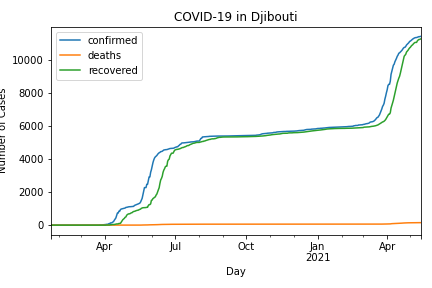 COVID-19 in Djibouti
confirmed
deaths
recovered
Number of Cases
10000
8000
6000
4000
2000
0
Apr
Jul
Oct
Jan
2021
Apr
Day